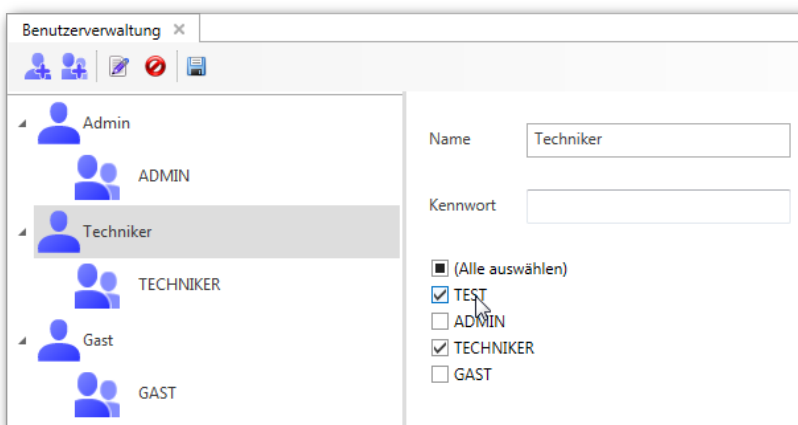 Benutzerverwaltung
Admin
ADMIN
Techniker
TECHNIKER
Gast
GAST
Name Techniker
Kennwort
(Alle auswählen)
TEST
ADMIN
TECHNIKER
GAST